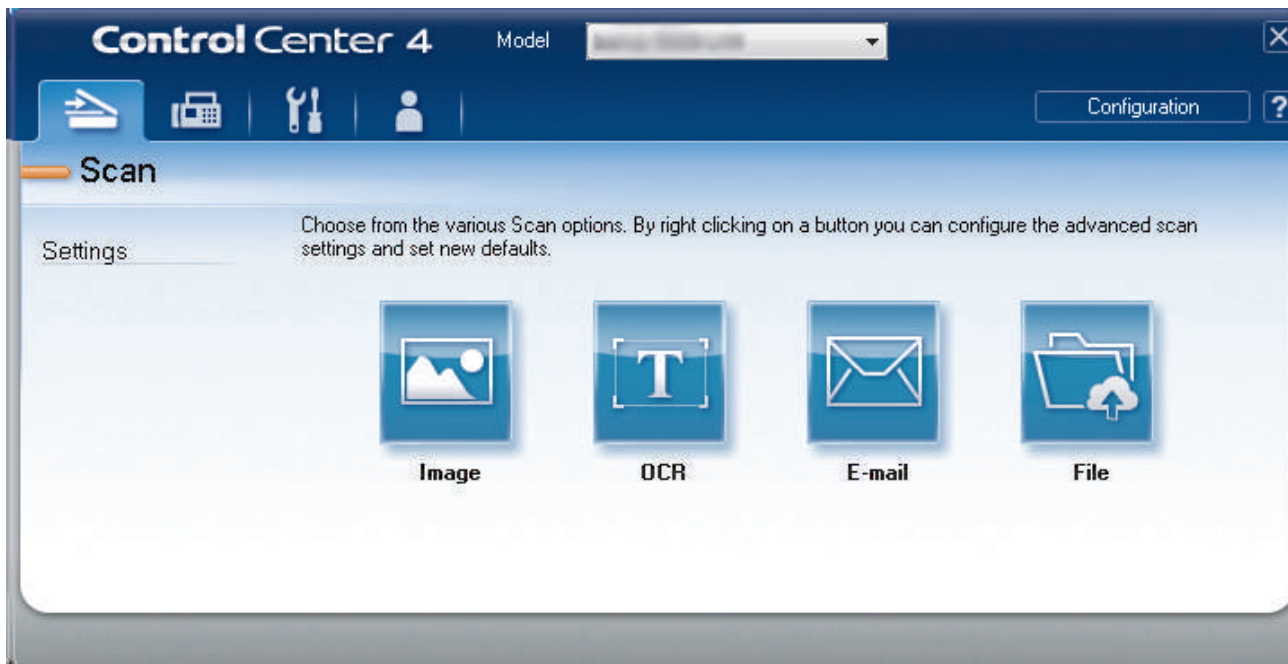 Control Center 4
Model
Configuration
?
Scan
Settings
Choose from the various Scan options. By right clicking on a button you can configure the advanced scan
settings and set new defaults.
T
Image
OCR
E-mail
File